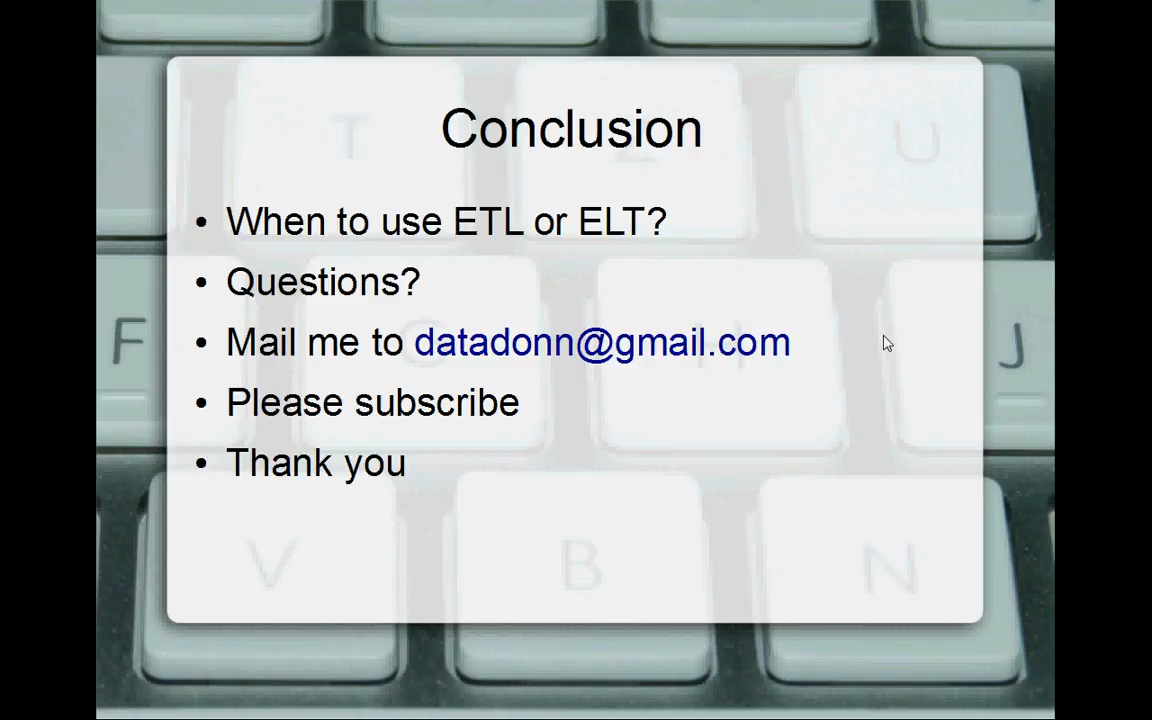 Conclusion
• When to use ETL or ELT?
• Questions?
• Mail me to datadonn@gmail.com
• Please subscribe
• Thank you
T Z U
F G H J
V B N